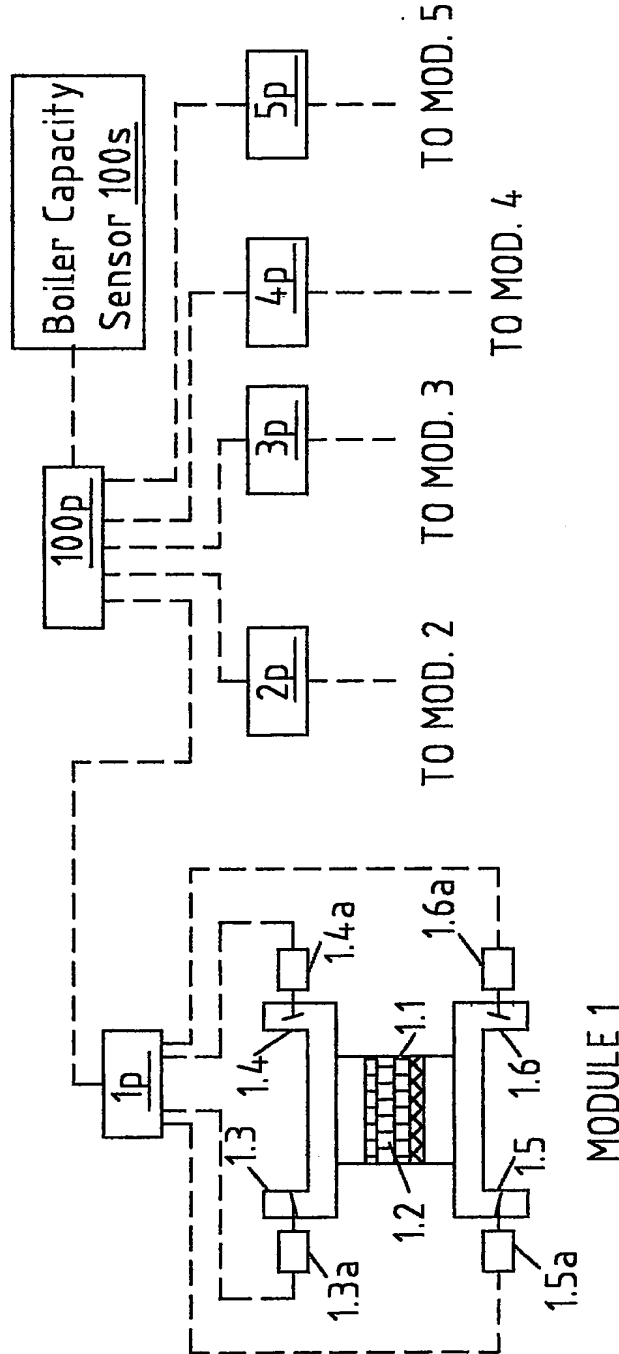 Boiler Capacity
Sensor 100s
100p
1p
2p
3p
4p
5p
TO MOD. 2
TO MOD. 3
TO MOD. 4
TO MOD. 5
1.3
1.4
1.3a
1.4a
1.1
1.2
1.5
1.6
1.5a
1.6a
MODULE 1